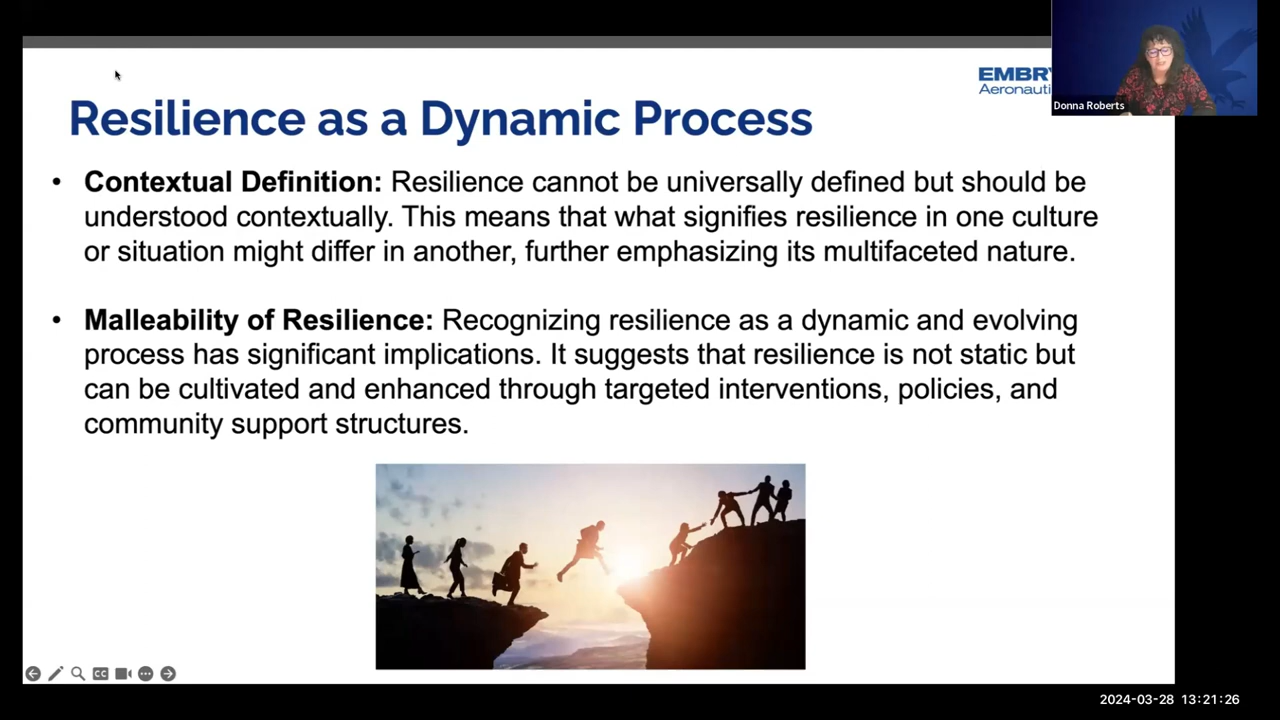 EMBRY
Aeronauti
Donna Roberts
Resilience as a Dynamic Process
• Contextual Definition: Resilience cannot be universally defined but should be
understood contextually. This means that what signifies resilience in one culture
or situation might differ in another, further emphasizing its multifaceted nature.
• Malleability of Resilience: Recognizing resilience as a dynamic and evolving
process has significant implications. It suggests that resilience is not static but
can be cultivated and enhanced through targeted interventions, policies, and
community support structures.
CC
2024-03-28 13:21:26